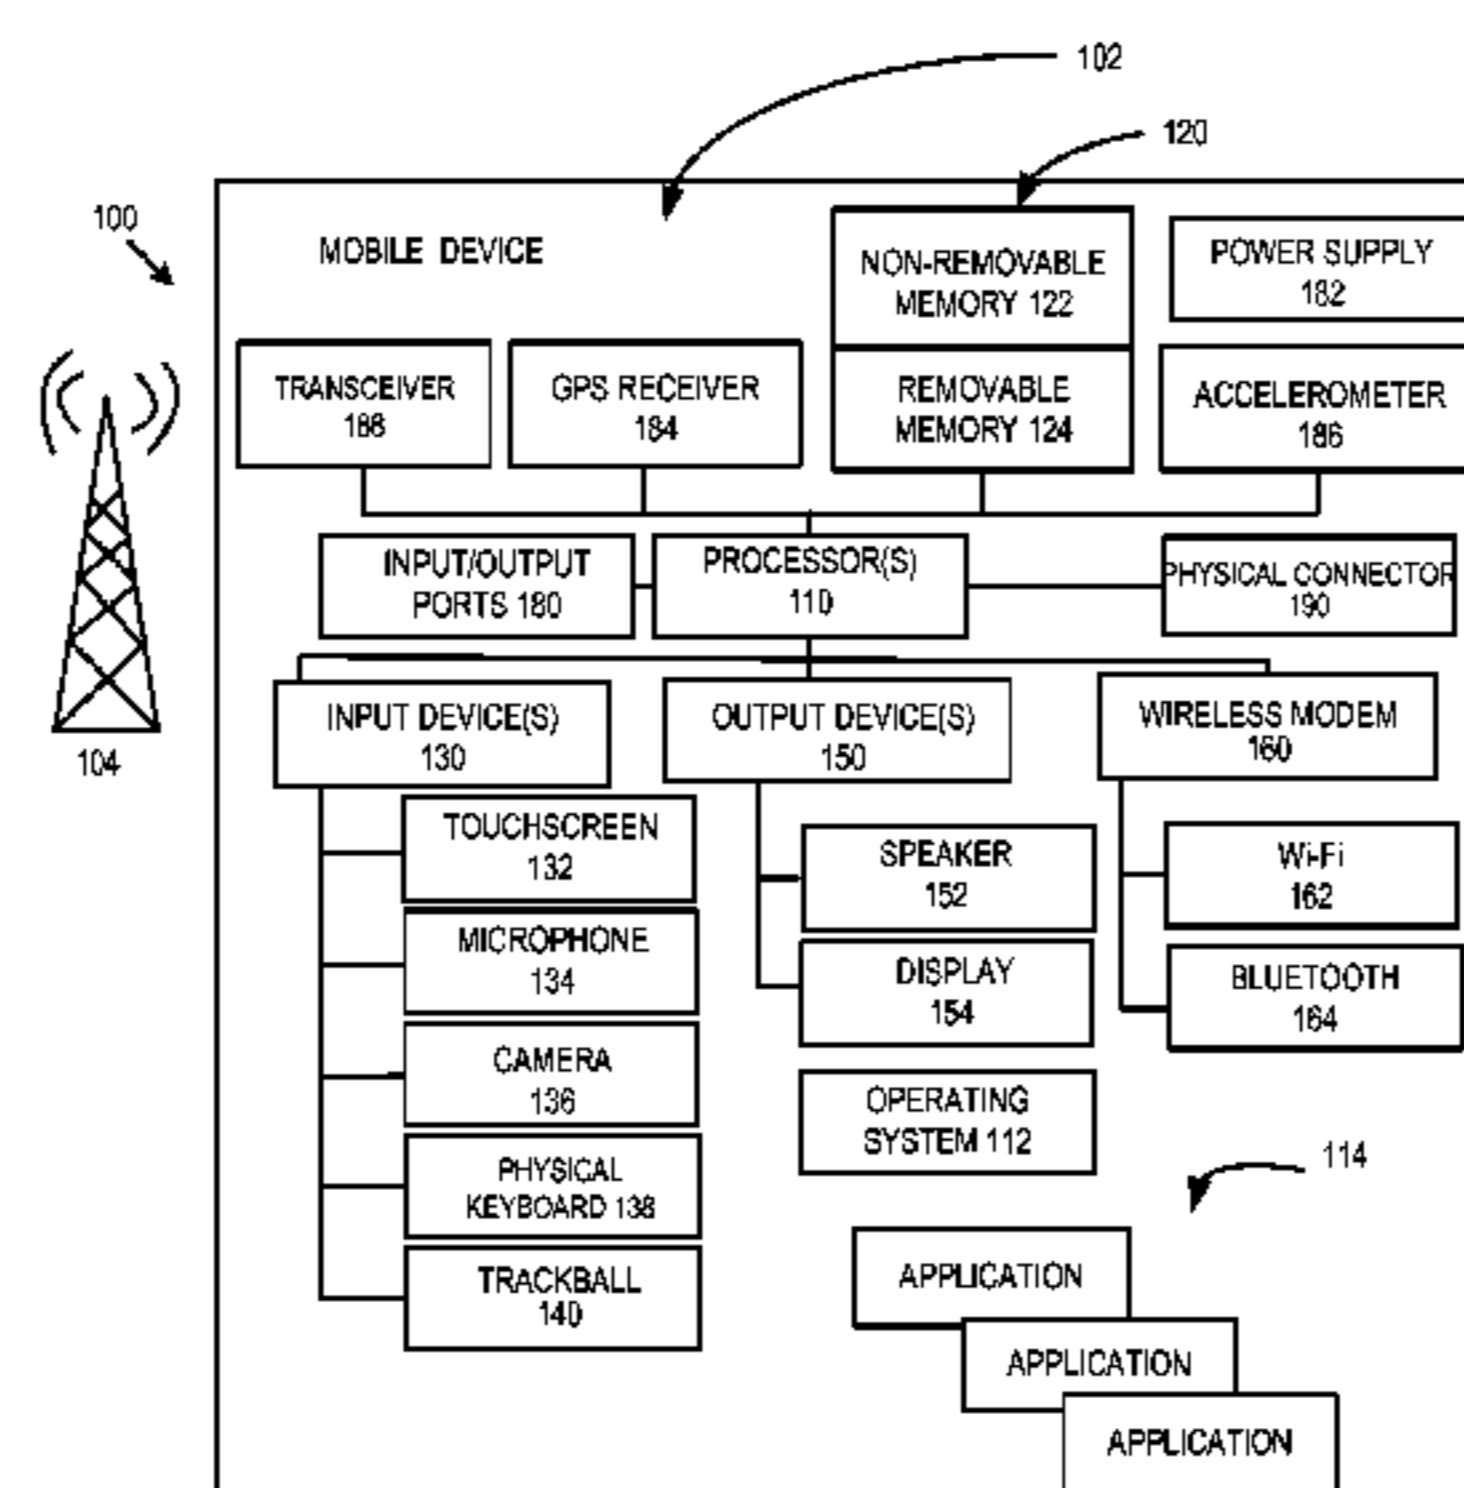 102
120
100
MOBILE DEVICE
NON-REMOVABLE
MEMORY 122
POWER SUPPLY
182
TRANSCEIVER
188
GPS RECEIVER
184
REMOVABLE
MEMORY 124
ACCELEROMETER
186
INPUT/OUTPUT
PORTS 180
PROCESSOR(S)
110
PHYSICAL CONNECTOR
190
104
INPUT DEVICE(S)
130
OUTPUT DEVICE(S)
150
WIRELESS MODEM
160
TOUCHSCREEN
132
MICROPHONE
134
CAMERA
136
PHYSICAL
KEYBOARD 138
TRACKBALL
140
SPEAKER
152
DISPLAY
154
Wi-Fi
162
BLUETOOTH
164
OPERATING
SYSTEM 112
114
APPLICATION
APPLICATION
APPLICATION